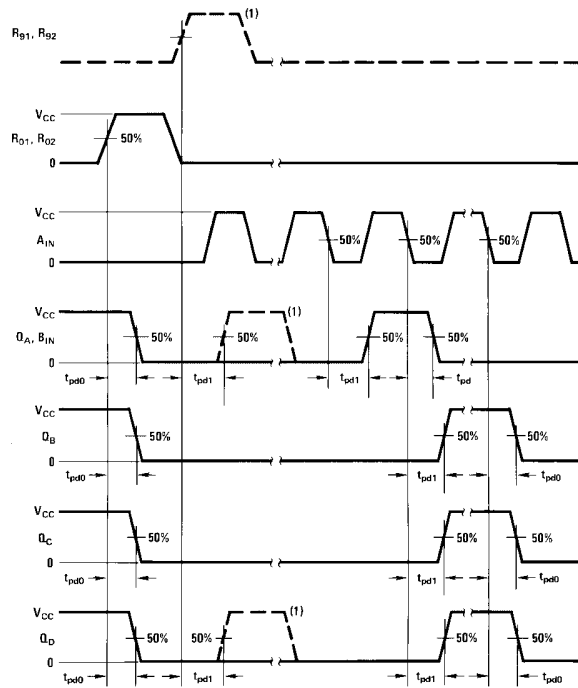 (1)
R91, R92
VCC
R01, R02
50%
0
VCC
AIN
50%
50%
50%
0
VCC
QA, BIN
50%
(1)
50%
50%
50%
0
tpd0
tpd1
tpd1
tpd
VCC
QB
50%
50%
50%
0
tpd0
tpd1
tpd0
VCC
QC
50%
50%
50%
0
tpd0
tpd1
tpd0
VCC
(1)
QD
50%
50%
50%
50%
0
tpd0
tpd1
tpd1
tpd0